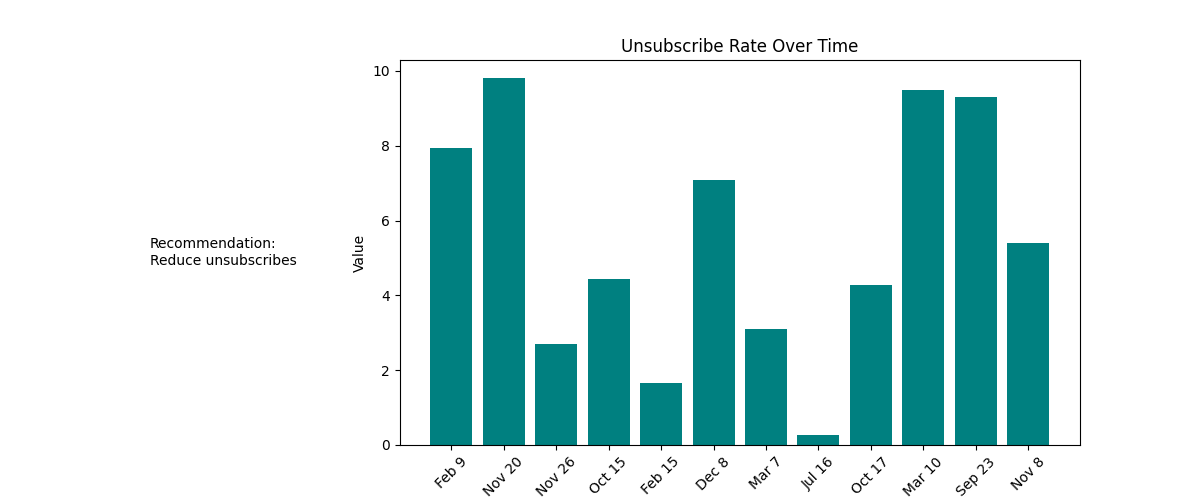 Unsubscribe Rate Over Time
Recommendation:
Reduce unsubscribes
Value
10
8
6
4
2
0
Feb 9
Nov 20
Nov 26
Oct 15
Feb 15
Dec 8
Mar 7
Jul 16
Oct 17
Mar 10
Sep 23
Nov 8